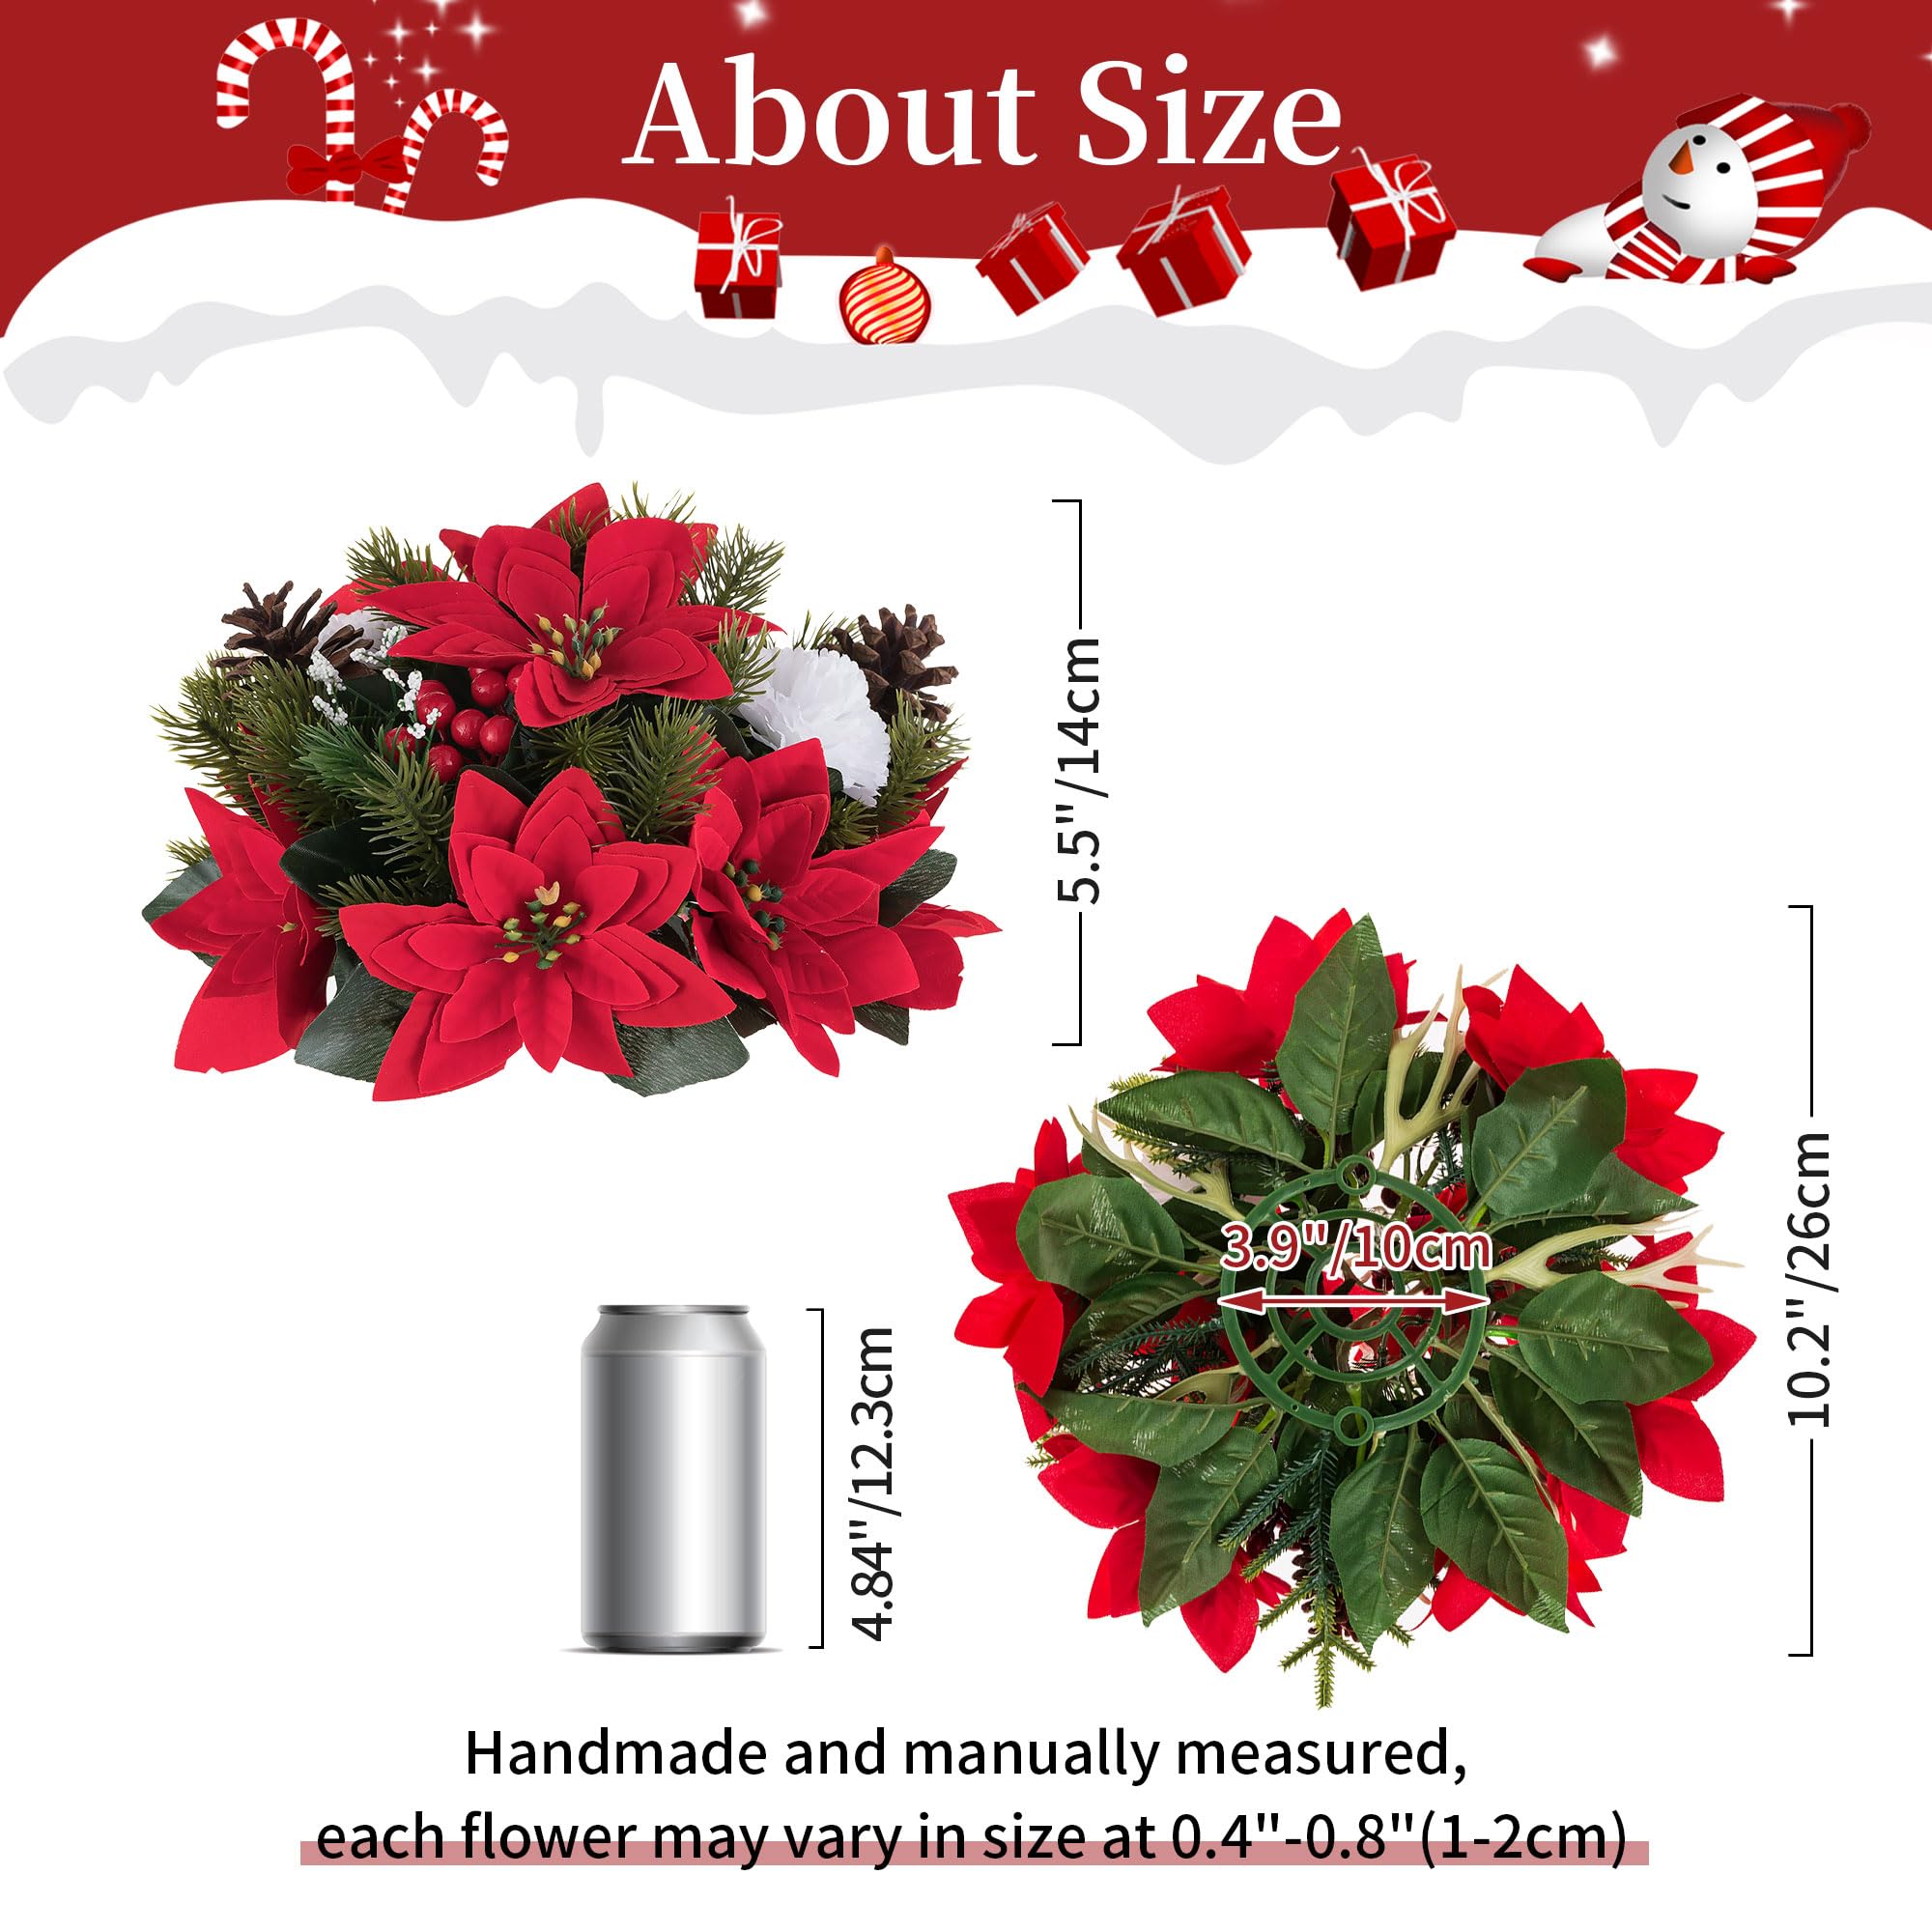 About Size
5.5"/14cm
10.2"/26cm
3.9"/10cm
4.84"/12.3cm
Handmade and manually measured,
each flower may vary in size at 0.4"-0.8"(1-2cm)